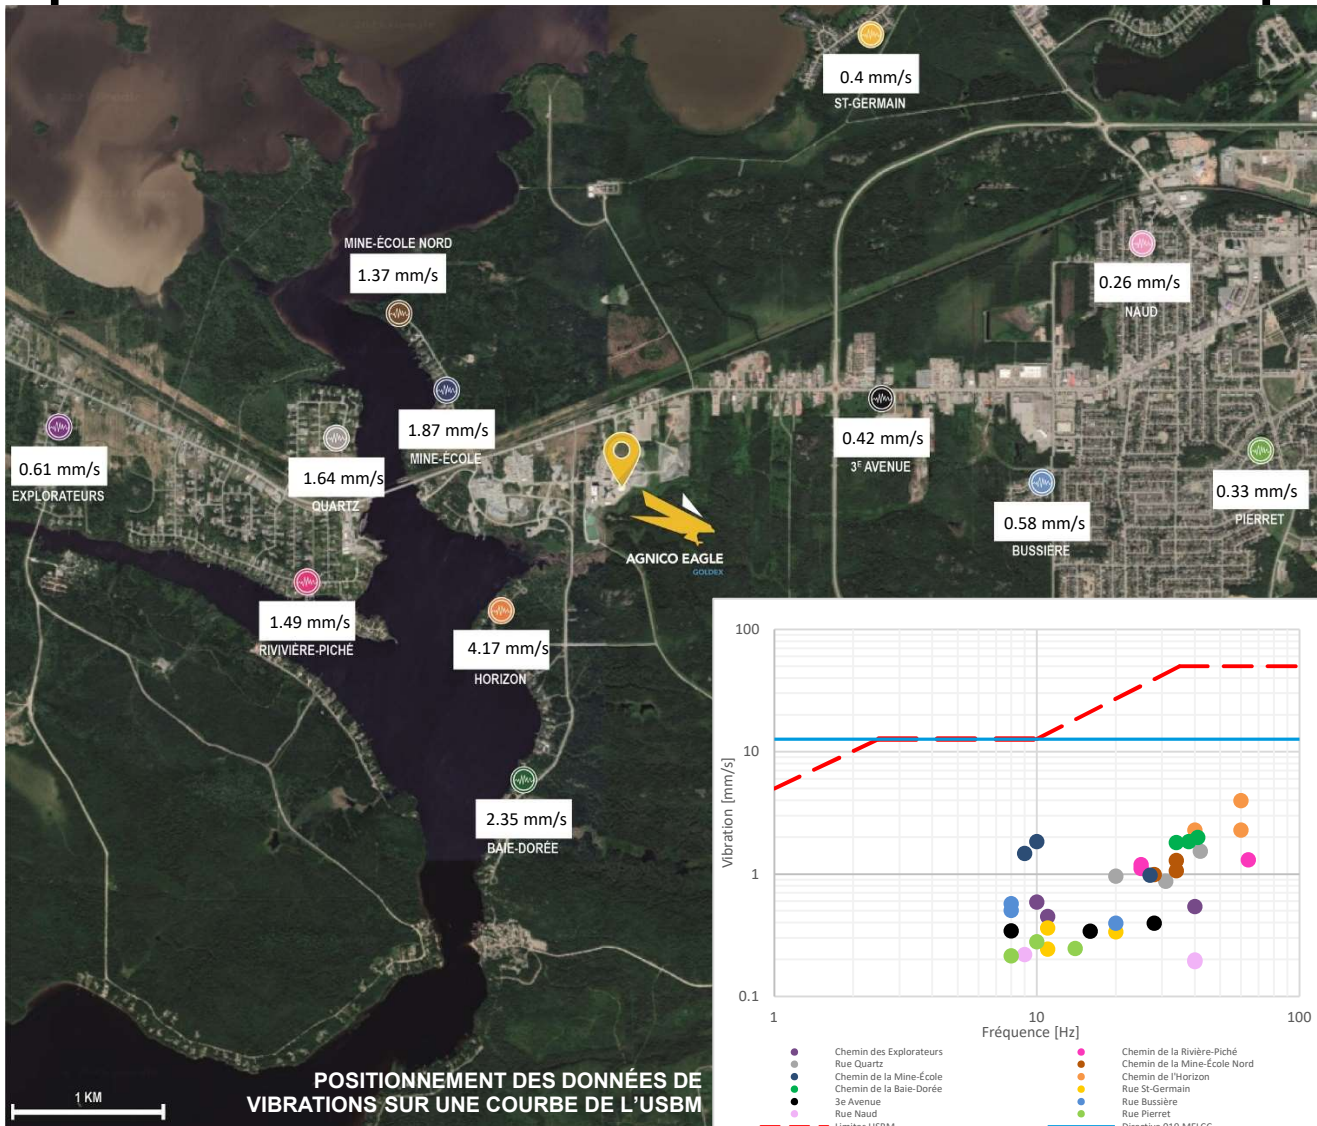 0.4 mm/s
ST-GERMAIN
MINE-ÉCOLE NORD
1.37 mm/s
0.26 mm/s
NAUD
1.87 mm/s
MINE-ÉCOLE
0.42 mm/s
3E AVENUE
0.61 mm/s
EXPLORATEURS
1.64 mm/s
QUARTZ
0.33 mm/s
PIERRET
0.58 mm/s
BUSSIÈRE
AGNICO EAGLE
GOLDEX
1.49 mm/s
RIVIVIÈRE-PICHÉ
4.17 mm/s
HORIZON
2.35 mm/s
BAIE-DORÉE
1 KM
POSITIONNEMENT DES DONNÉES DE
VIBRATIONS SUR UNE COURBE DE L'USBM
100
10
1
0.1
Vibration [mm/s]
1 10 100
Fréquence [Hz]
Chemin des Explorateurs
Chemin de la Rivière-Piché
Rue Quartz
Chemin de la Mine-École Nord
Chemin de la Mine-École
Chemin de l'Horizon
Chemin de la Baie-Dorée
Rue St-Germain
3e Avenue
Rue Bussière
Rue Naud
Rue Pierret
Limites USBM
Directive 019 MELCC